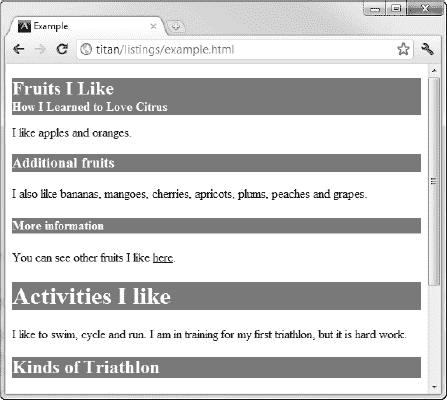 Example
titan/listings/example.html
Fruits I Like
How I Learned to Love Citrus
I like apples and oranges.
Additional fruits
I also like bananas, mangoes, cherries, apricots, plums, peaches and grapes.
More information
You can see other fruits I like here.
Activities I like
I like to swim, cycle and run. I am in training for my first triathlon, but it is hard work.
Kinds of Triathlon